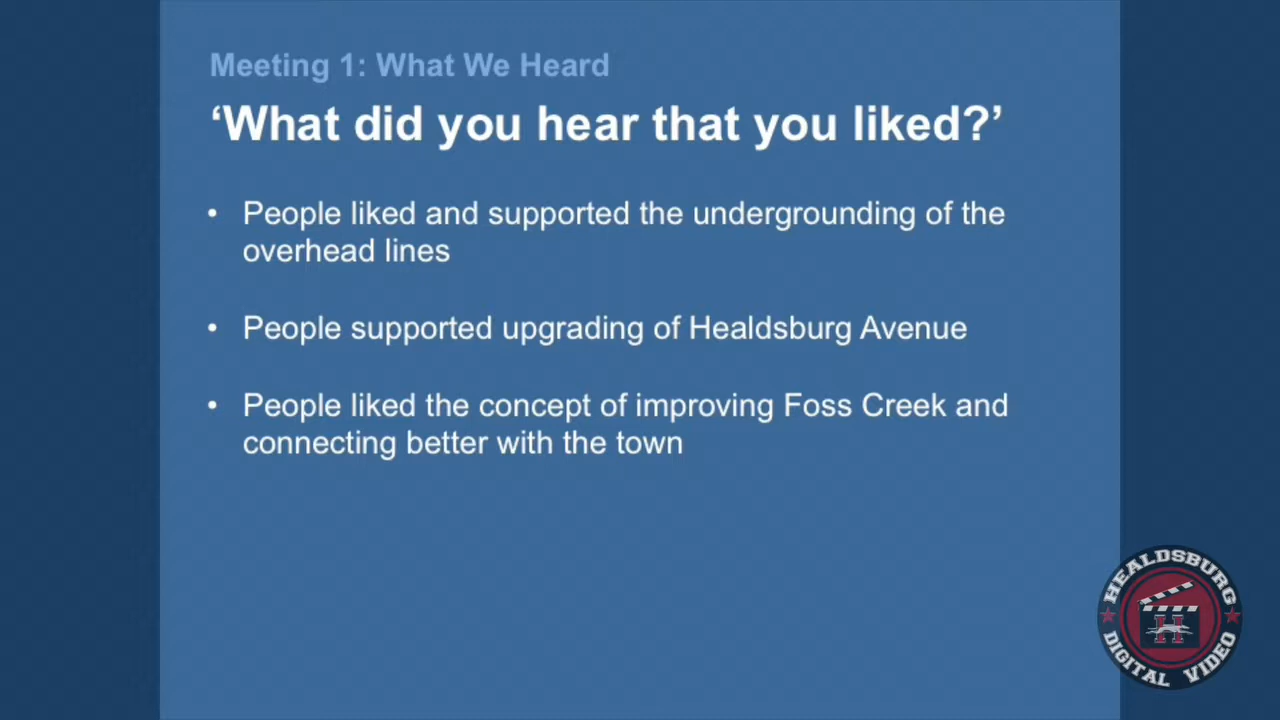 Meeting 1: What We Heard
‘What did you hear that you liked?’
• People liked and supported the undergrounding of the
overhead lines
• People supported upgrading of Healdsburg Avenue
• People liked the concept of improving Foss Creek and
connecting better with the town
HEALDSBURG
H
DIGITAL VIDEO